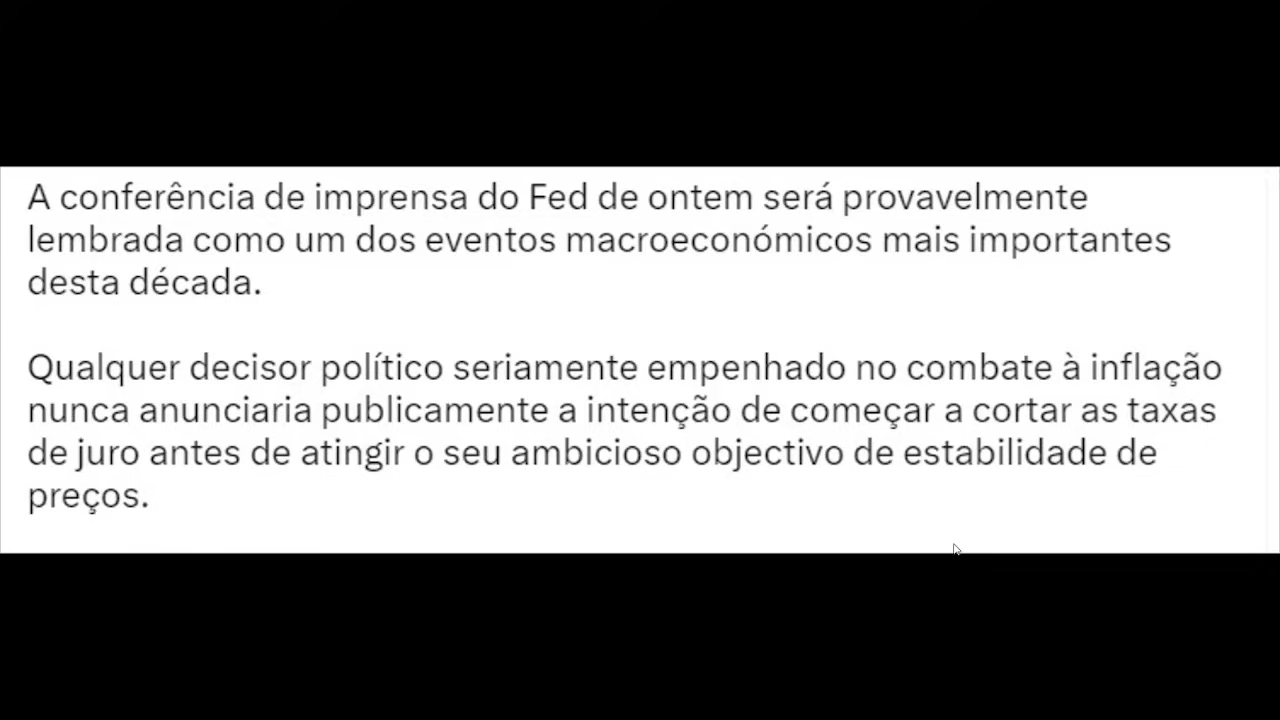 A conferência de imprensa do Fed de ontem será provavelmente
lembrada como um dos eventos macroeconómicos mais importantes
desta década.
Qualquer decisor político seriamente empenhado no combate à inflação
nunca anunciaria publicamente a intenção de começar a cortar as taxas
de juro antes de atingir o seu ambicioso objectivo de estabilidade de
preços.